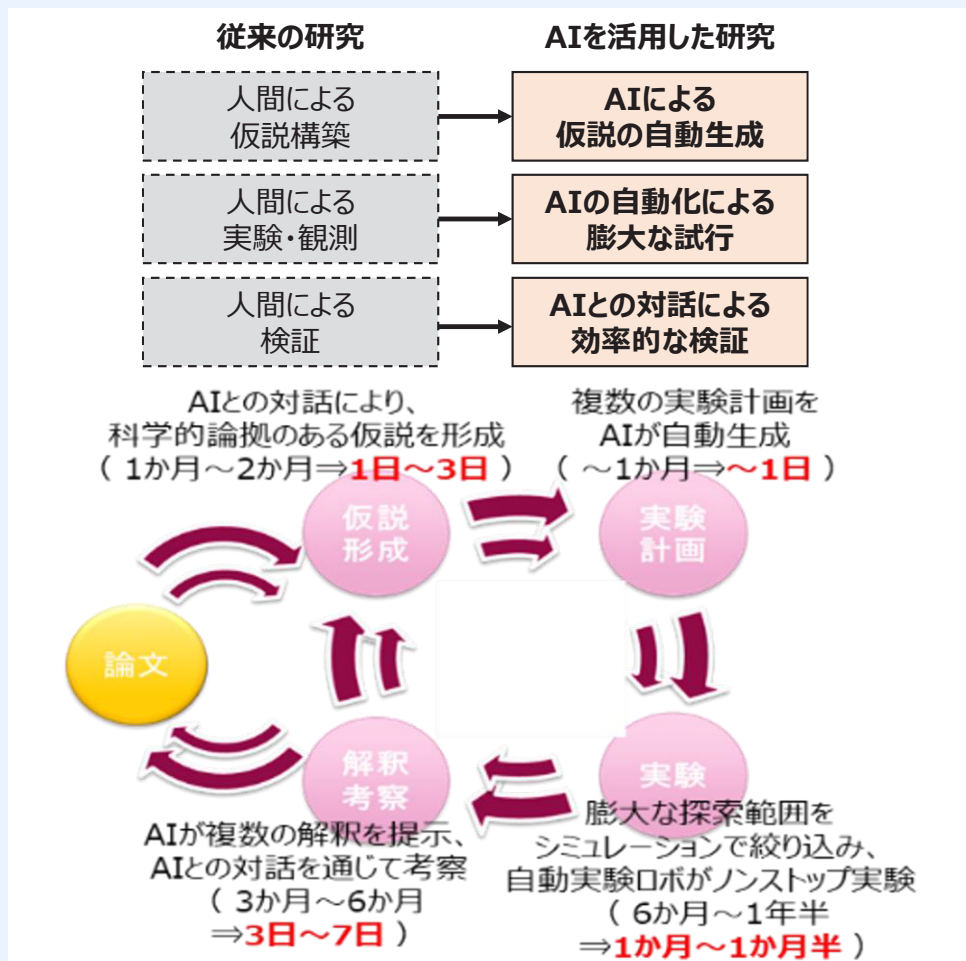 従来の研究
AIを活用した研究
人間による
仮説構築
AIによる
仮説の自動生成
人間による
実験・観測
AIの自動化による
膨大な試行
人間による
検証
AIとの対話による
効率的な検証
AIとの対話により、
科学的論拠のある仮説を形成
( 1か月～2か月⇒1日～3日 )
複数の実験計画を
AIが自動生成
( ～1か月⇒～1日 )
仮説
形成
実験
計画
論文
解釈
考察
実験
AIが複数の解釈を提示、
AIとの対話を通じて考察
( 3か月～6か月
⇒3日～7日 )
膨大な探索範囲を
シミュレーションで絞り込み、
自動実験ロボがノンストップ実験
( 6か月～1年半
⇒1か月～1か月半 )